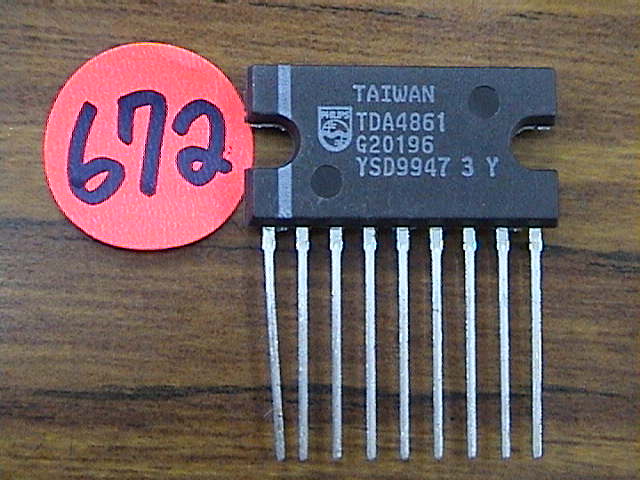 672
TAIWAN
PHILIPS
TDA4861
G20196
YSD9947 3 Y